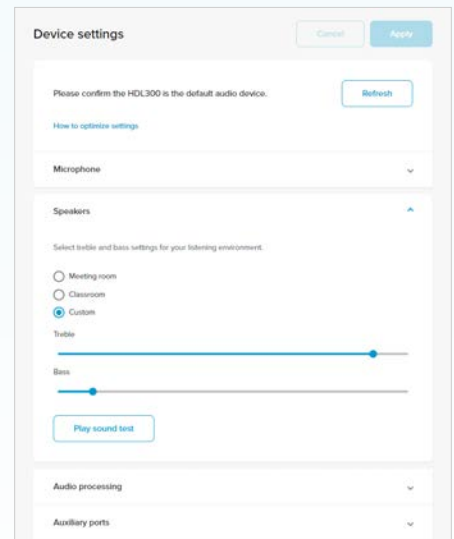 Device settings
Cancel
Apply
Please confirm the HDL300 is the default audio device.
Refresh
How to optimize settings
Microphone
Speakers
Select treble and bass settings for your listening environment.
Meeting room
Classroom
Custom
Treble
Bass
Play sound test
Audio processing
Auxiliary ports